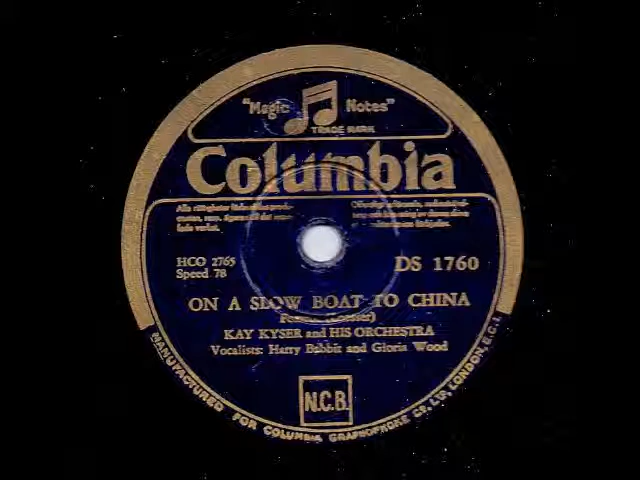 "Magic Notes"
TRADE MARK
Columbia
HCO 2765
Speed 78
DS 1760
ON A SLOW BOAT TO CHINA
KAY KYSER and HIS ORCHESTRA
Vocalists: Harry Babbit and Gloria Wood
N.C.B.
MANUFACTURED FOR COLUMBIA GRAPHOPHONE CO. LTD. LONDON, E.C.1.